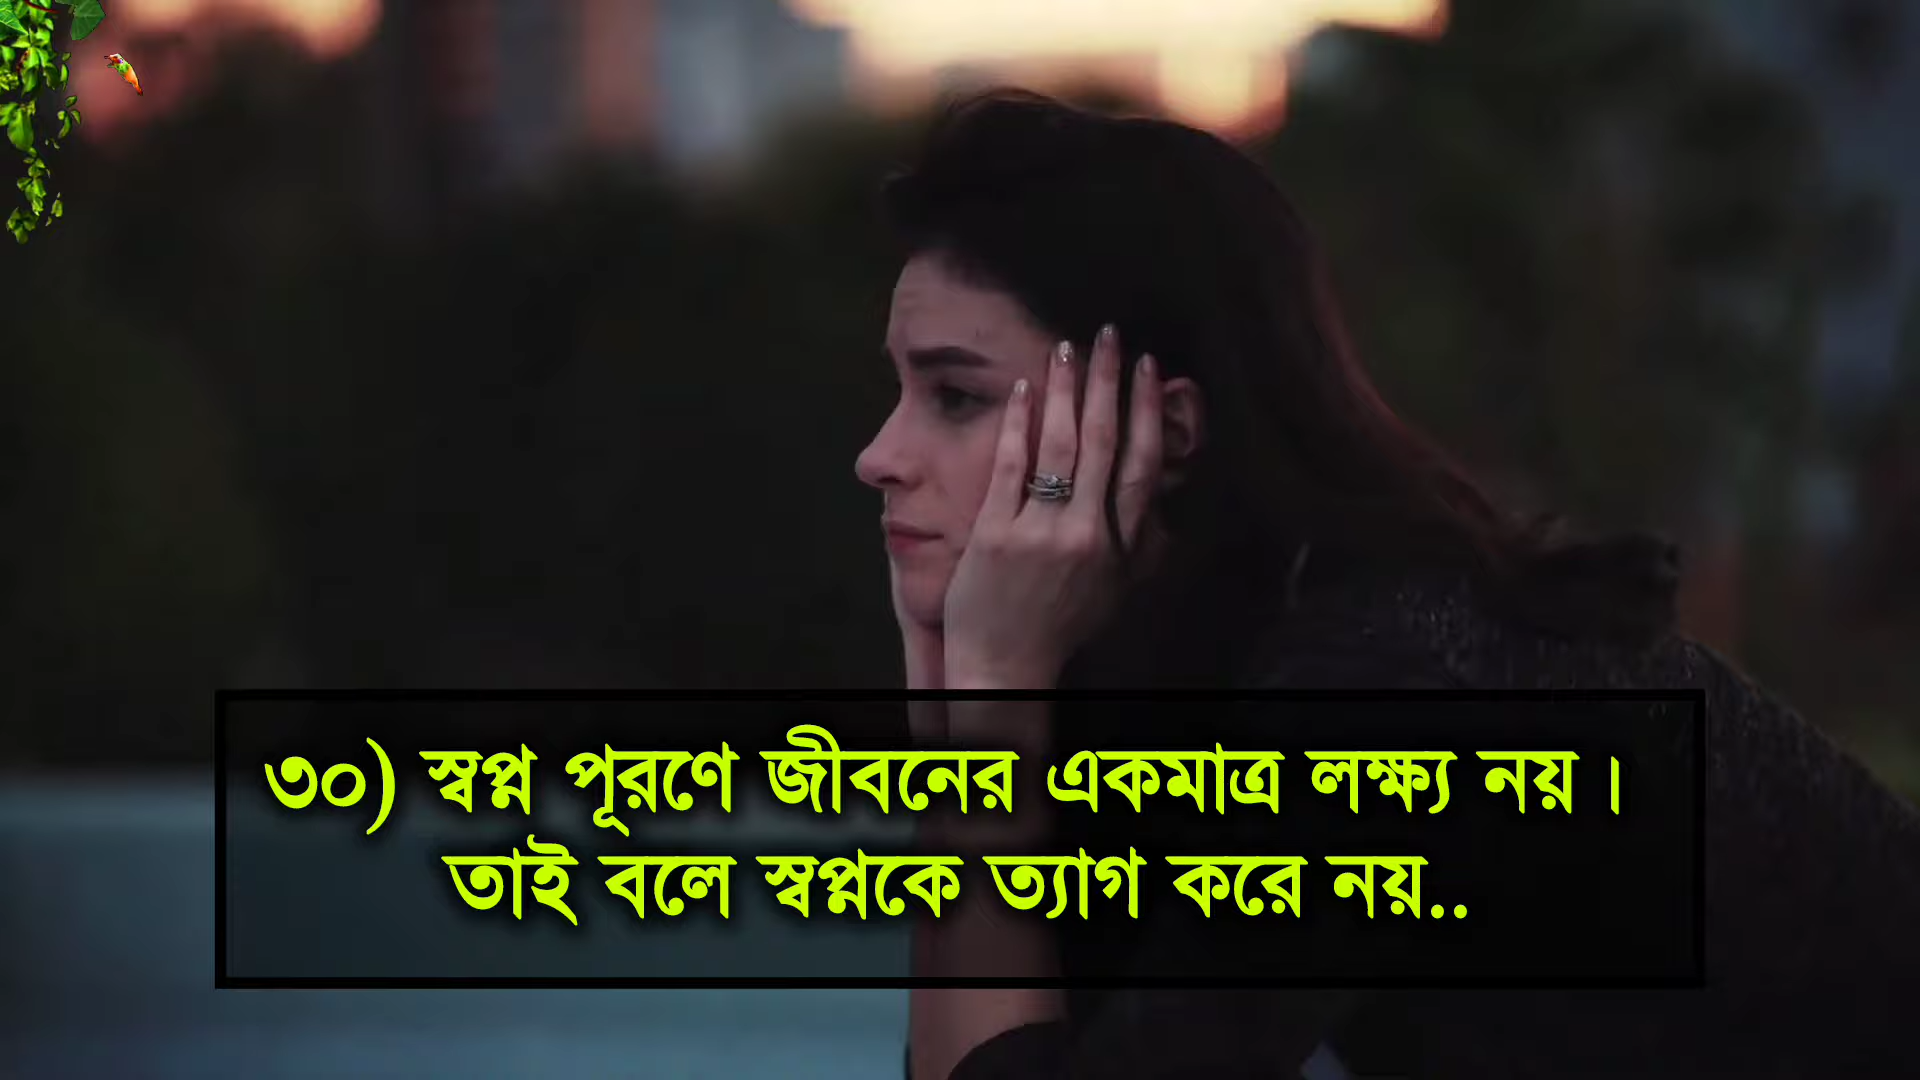 ৩০) স্বপ্ন পূরণে জীবনের একমাত্র লক্ষ্য নয়।
তাই বলে স্বপ্নকে ত্যাগ করে নয়..